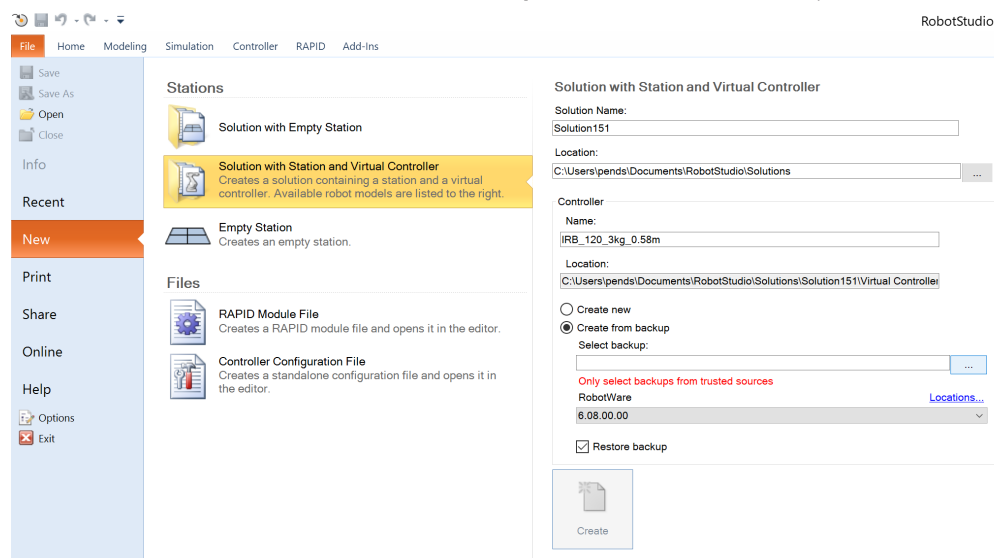 RobotStudio
File Home Modeling Simulation Controller RAPID Add-Ins
Save
Save As
Open
Close
Info
Recent
New
Print
Share
Online
Help
Options
Exit
Stations
Solution with Empty Station
Solution with Station and Virtual Controller
Creates a solution containing a station and a virtual
controller. Available robot models are listed to the right.
Empty Station
Creates an empty station.
Files
RAPID Module File
Creates a RAPID module file and opens it in the editor.
Controller Configuration File
Creates a standalone configuration file and opens it in
the editor.
Solution with Station and Virtual Controller
Solution Name:
Solution151
Location:
C:\Users\pends\Documents\RobotStudio\Solutions
...
Controller
Name:
IRB_120_3kg_0.58m
Location:
C:\Users\pends\Documents\RobotStudio\Solutions\Solution151\Virtual Controller
Create new
Create from backup
Select backup:
...
Only select backups from trusted sources
RobotWare Locations...
6.08.00.00
Restore backup
Create